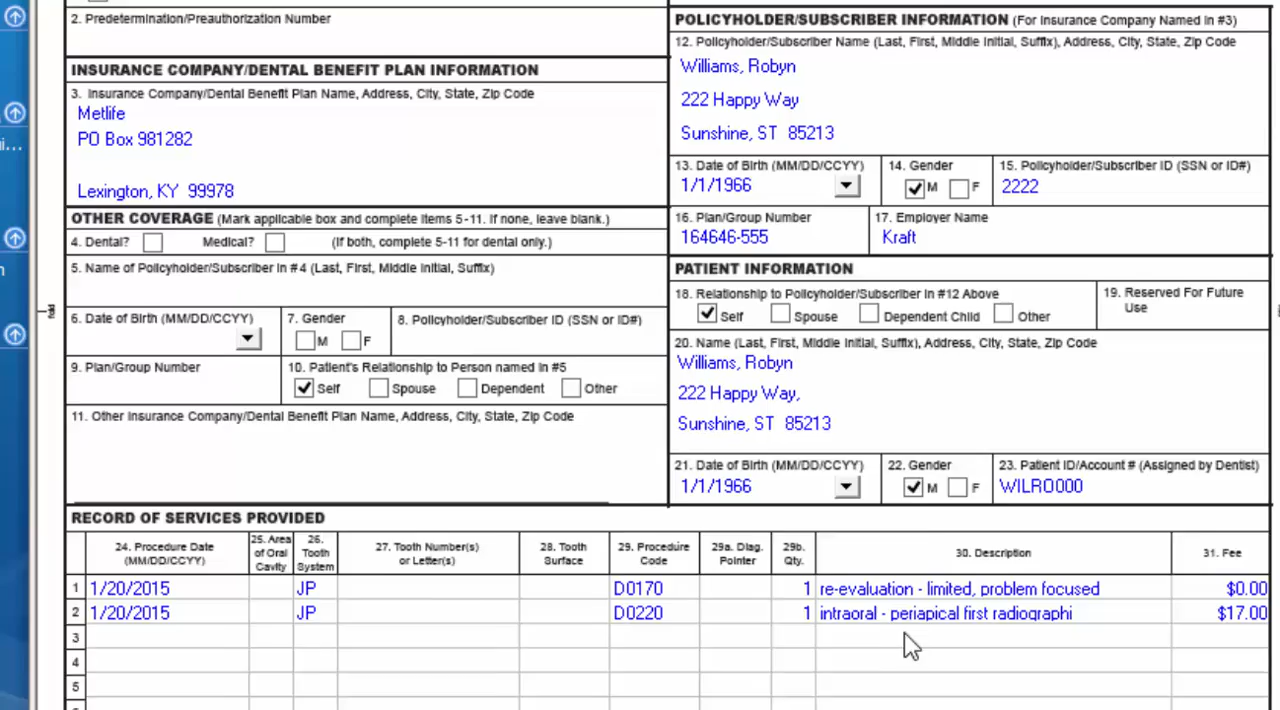 2. Predetermination/Preauthorization Number
INSURANCE COMPANY/DENTAL BENEFIT PLAN INFORMATION
3. Insurance Company/Dental Benefit Plan Name, Address, City, State, Zip Code
Metlife
PO Box 981282
Lexington, KY 99978
OTHER COVERAGE (Mark applicable box and complete items 5-11. If none, leave blank.)
4. Dental? Medical? (If both, complete 5-11 for dental only.)
5. Name of Policyholder/Subscriber in #4 (Last, First, Middle Initial, Suffix)
6. Date of Birth (MM/DD/CCYY)
7. Gender
M F
8. Policyholder/Subscriber ID (SSN or ID#)
9. Plan/Group Number
10. Patient's Relationship to Person named in #5
Self Spouse Dependent Other
11. Other Insurance Company/Dental Benefit Plan Name, Address, City, State, Zip Code
POLICYHOLDER/SUBSCRIBER INFORMATION (For Insurance Company Named in #3)
12. Policyholder/Subscriber Name (Last, First, Middle Initial, Suffix), Address, City, State, Zip Code
Williams, Robyn
222 Happy Way
Sunshine, ST 85213
13. Date of Birth (MM/DD/CCYY)
1/1/1966
14. Gender
M F
15. Policyholder/Subscriber ID (SSN or ID#)
2222
16. Plan/Group Number
164646-555
17. Employer Name
Kraft
PATIENT INFORMATION
18. Relationship to Policyholder/Subscriber in #12 Above
Self Spouse Dependent Child Other
19. Reserved For Future
Use
20. Name (Last, First, Middle Initial, Suffix), Address, City, State, Zip Code
Williams, Robyn
222 Happy Way,
Sunshine, ST 85213
21. Date of Birth (MM/DD/CCYY)
1/1/1966
22. Gender
M F
23. Patient ID/Account # (Assigned by Dentist)
WILRO000
fold
RECORD OF SERVICES PROVIDED
24. Procedure Date
(MM/DD/CCYY)
25. Area
of Oral
Cavity
26.
Tooth
System
27. Tooth Number(s)
or Letter(s)
28. Tooth
Surface
29. Procedure
Code
29a. Diag.
Pointer
29b.
Qty.
30. Description
31. Fee
1 1/20/2015 JP D0170 1 re-evaluation - limited, problem focused $0.00
2 1/20/2015 JP D0220 1 intraoral - periapical first radiographi $17.00
3
4
5